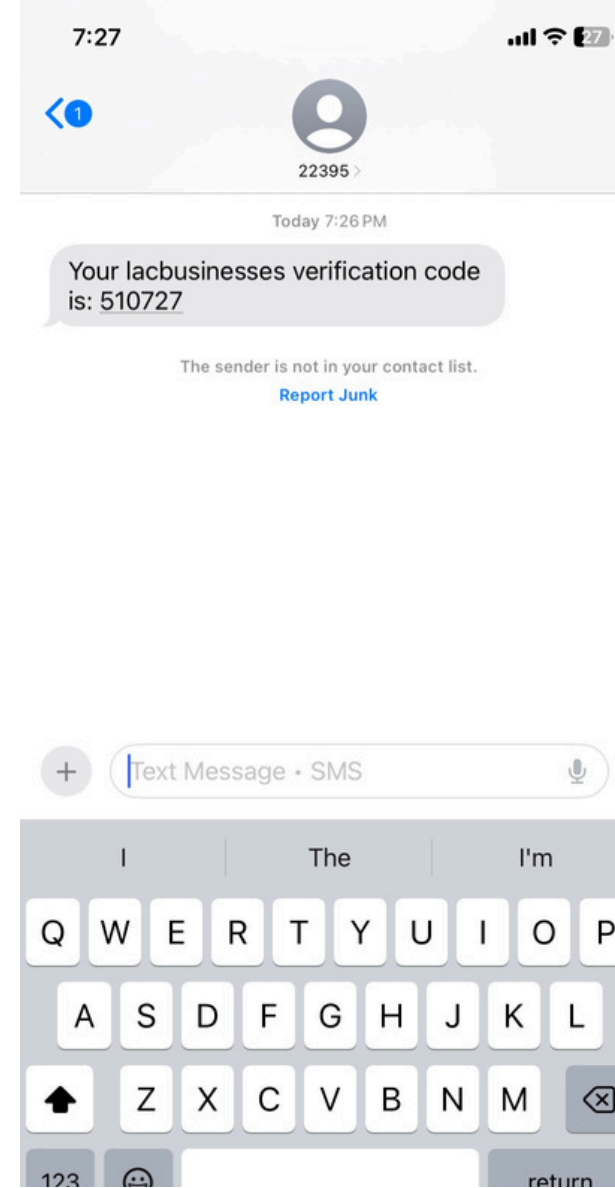 7:27
27
1
22395 >
Today 7:26 PM
Your lacbusinesses verification code
is: 510727
The sender is not in your contact list.
Report Junk
Text Message • SMS
I The I'm
Q W E R T Y U I O P
A S D F G H J K L
Z X C V B N M
123 return